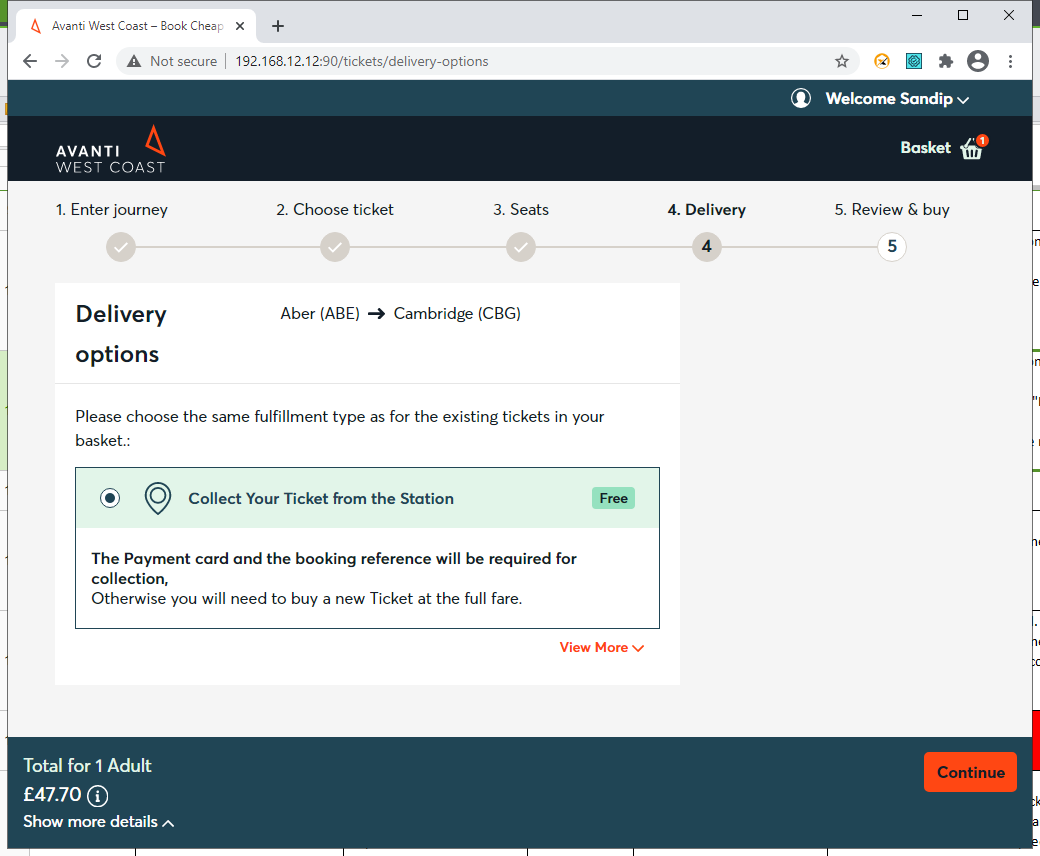 Avanti West Coast – Book Cheap
Not secure
192.168.12.12:90/tickets/delivery-options
Welcome Sandip
AVANTI
WEST COAST
Basket
1
1. Enter journey
2. Choose ticket
3. Seats
4. Delivery
5. Review & buy
4
5
Delivery
options
Aber (ABE) → Cambridge (CBG)
Please choose the same fulfillment type as for the existing tickets in your
basket.:
Collect Your Ticket from the Station
Free
The Payment card and the booking reference will be required for
collection,
Otherwise you will need to buy a new Ticket at the full fare.
View More
Total for 1 Adult
£47.70
Show more details
Continue